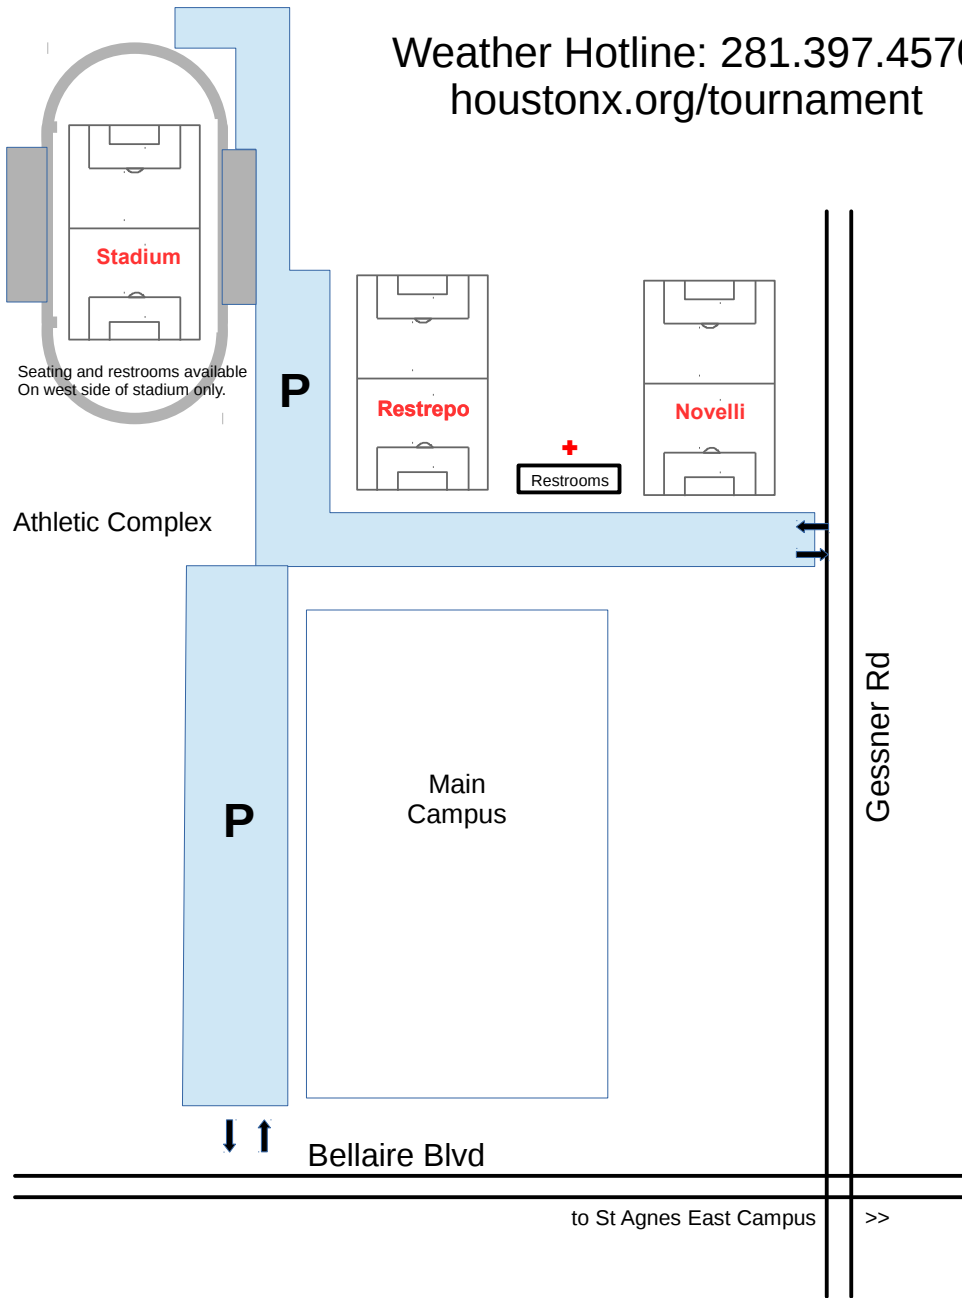 Weather Hotline: 281.397.4570
houstonx.org/tournament
Stadium
Seating and restrooms available
On west side of stadium only.
P
Restrepo
Novelli
Restrooms
Athletic Complex
Main
Campus
P
Gessner Rd
Bellaire Blvd
to St Agnes East Campus >>